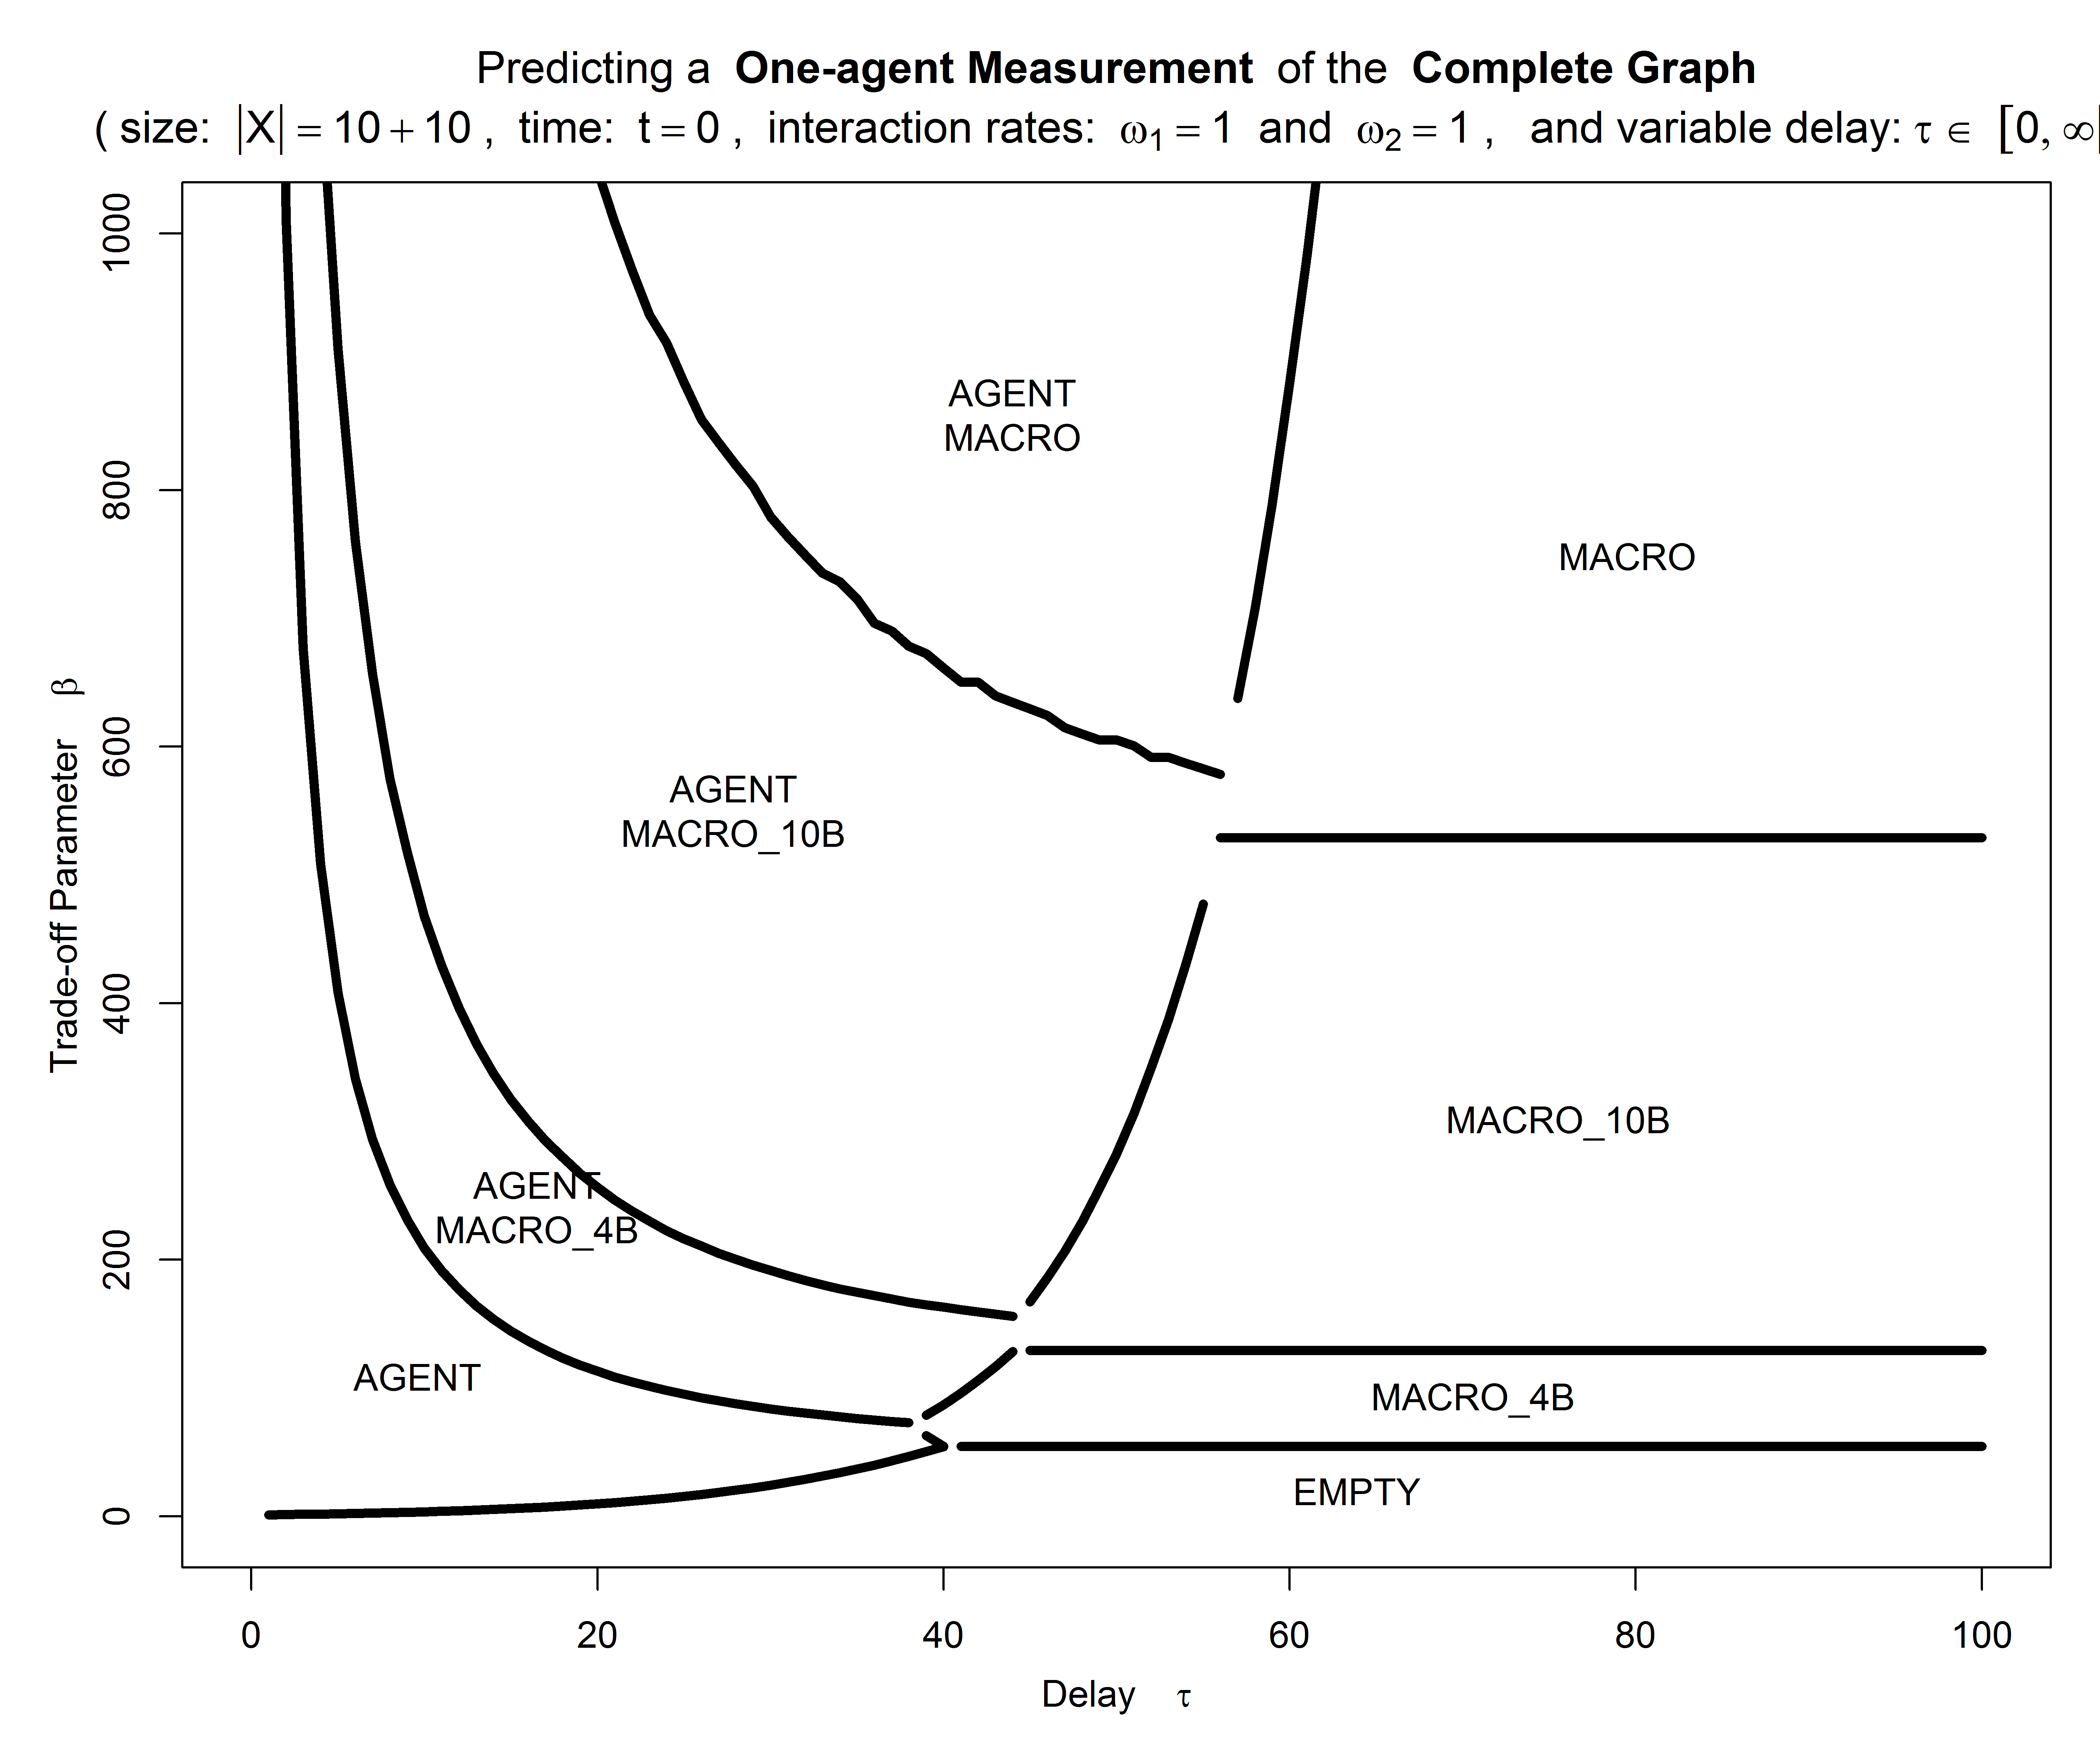 Predicting a One-agent Measurement of the Complete Graph
( size: |X| = 10 + 10 , time: t = 0 , interaction rates: ω1 = 1 and ω2 = 1 , and variable delay: τ ∈ [0, ∞[
1000
800
600
400
200
0
Trade-off Parameter β
AGENT
MACRO
MACRO
AGENT
MACRO_10B
MACRO_10B
AGENT
MACRO_4B
AGENT
MACRO_4B
EMPTY
0 20 40 60 80 100
Delay τ